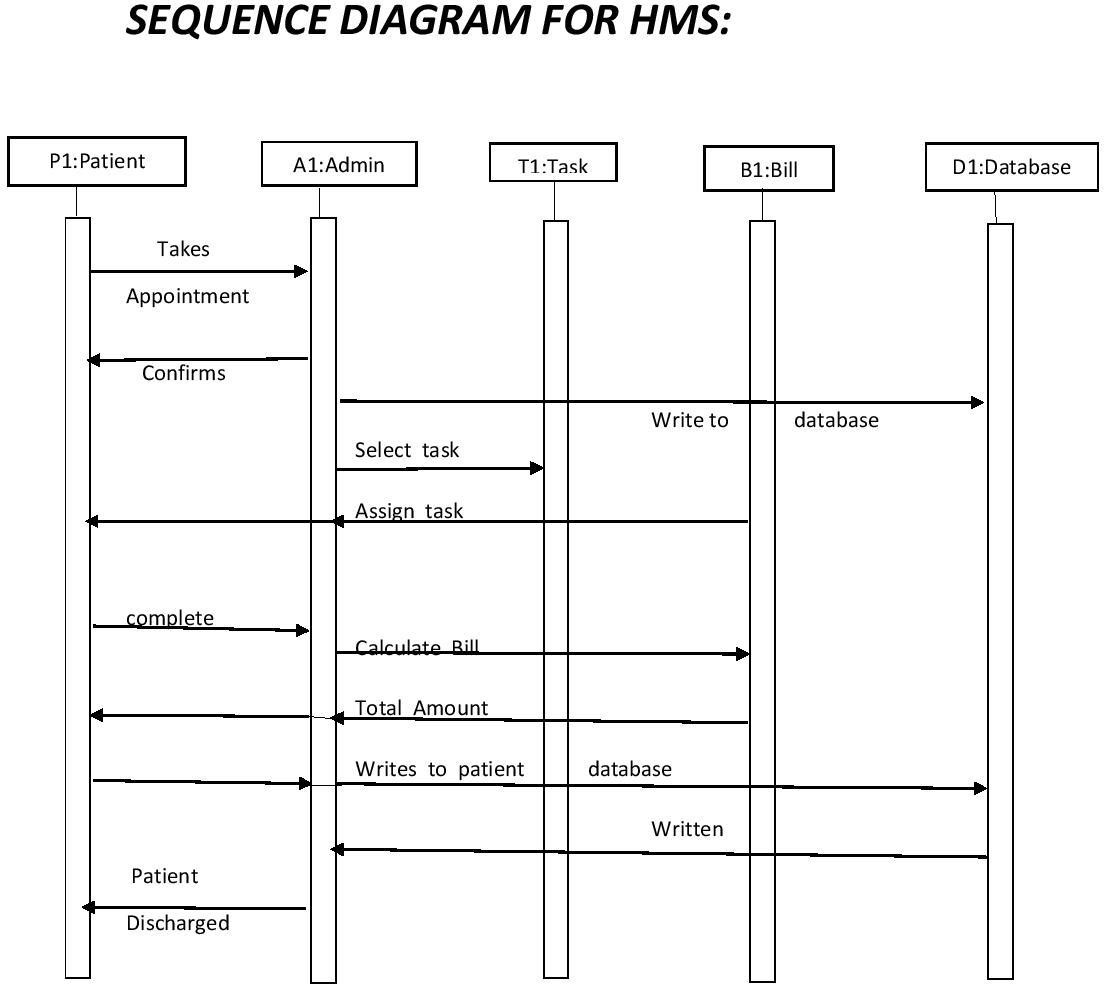 SEQUENCE DIAGRAM FOR HMS:
P1:Patient
A1:Admin
T1:Task
B1:Bill
D1:Database
Takes
Appointment
Confirms
Write to database
Select task
Assign task
complete
Calculate Bill
Total Amount
Writes to patient database
Written
Patient
Discharged